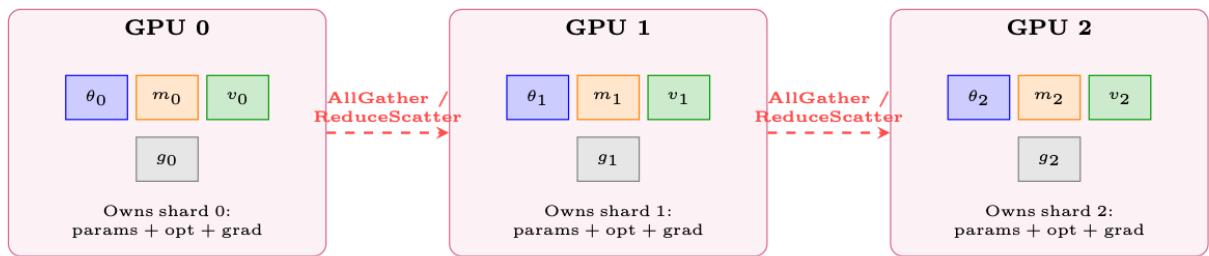 GPU 0
θ₀ m₀ v₀
g₀
Owns shard 0:
params + opt + grad
AllGather /
ReduceScatter
GPU 1
θ₁ m₁ v₁
g₁
Owns shard 1:
params + opt + grad
AllGather /
ReduceScatter
GPU 2
θ₂ m₂ v₂
g₂
Owns shard 2:
params + opt + grad